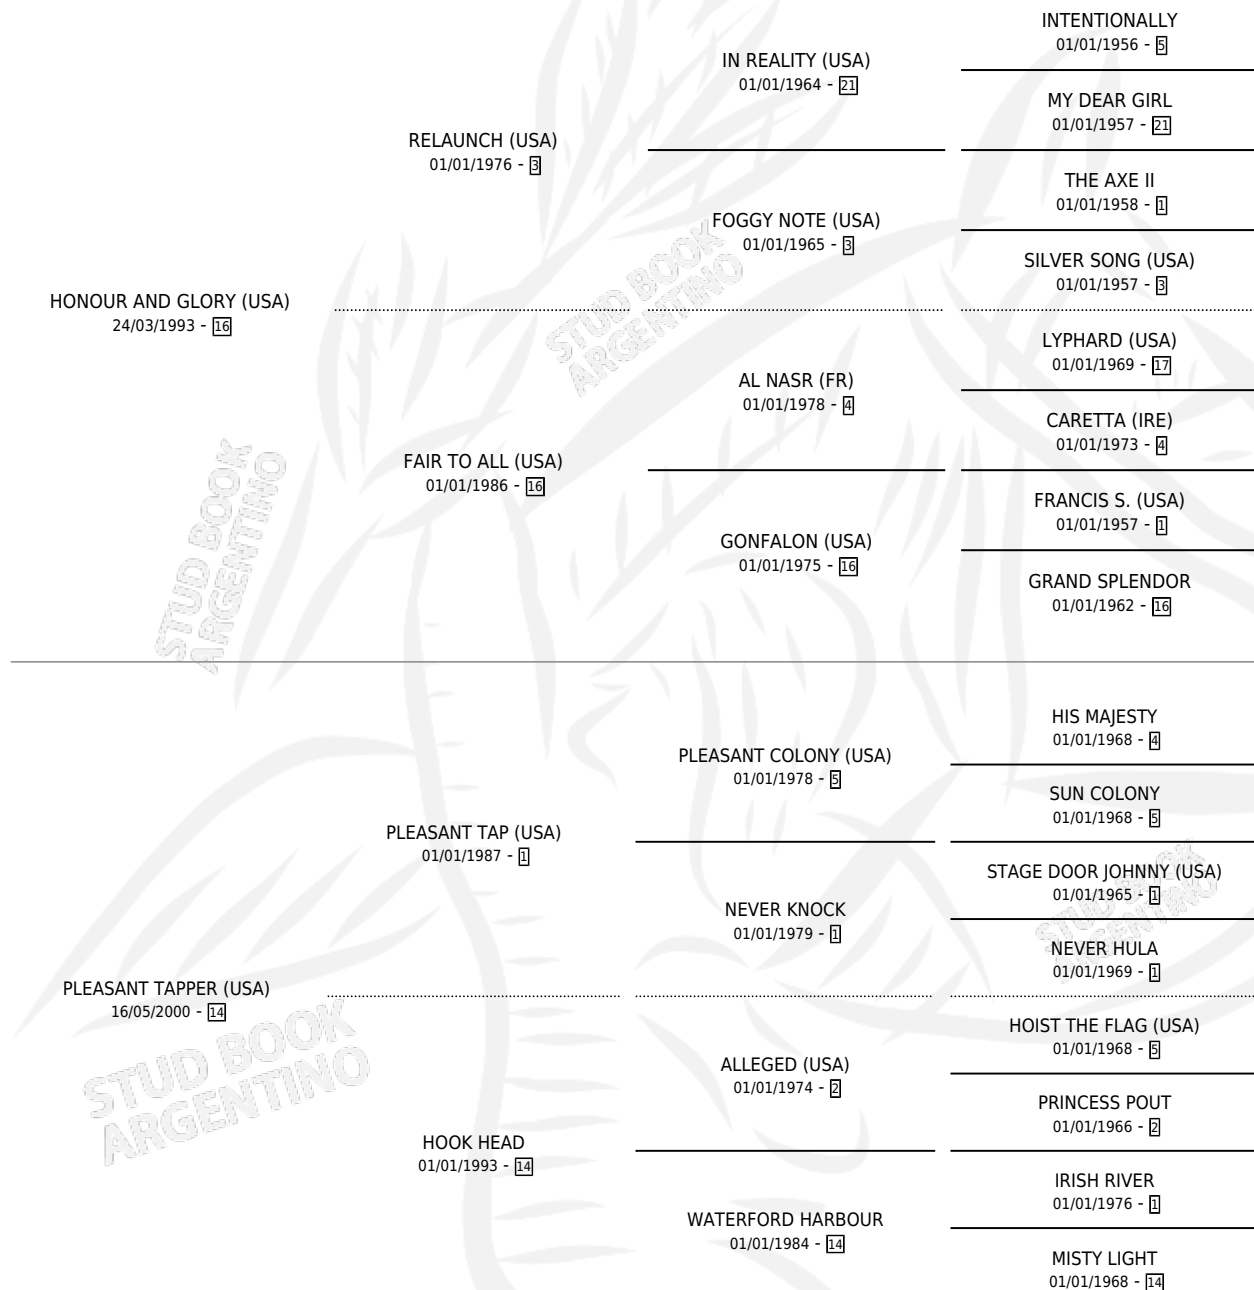 INTENTIONALLY
01/01/1956 - 5
IN REALITY (USA)
01/01/1964 - 21
MY DEAR GIRL
01/01/1957 - 21
RELAUNCH (USA)
01/01/1976 - 3
THE AXE II
01/01/1958 - 1
FOGGY NOTE (USA)
01/01/1965 - 3
SILVER SONG (USA)
01/01/1957 - 3
HONOUR AND GLORY (USA)
24/03/1993 - 16
LYPHARD (USA)
01/01/1969 - 17
AL NASR (FR)
01/01/1978 - 4
CARETTA (IRE)
01/01/1973 - 4
FAIR TO ALL (USA)
01/01/1986 - 16
FRANCIS S. (USA)
01/01/1957 - 1
GONFALON (USA)
01/01/1975 - 16
GRAND SPLENDOR
01/01/1962 - 16
HIS MAJESTY
01/01/1968 - 4
PLEASANT COLONY (USA)
01/01/1978 - 5
SUN COLONY
01/01/1968 - 5
PLEASANT TAP (USA)
01/01/1987 - 1
STAGE DOOR JOHNNY (USA)
01/01/1965 - 1
NEVER KNOCK
01/01/1979 - 1
NEVER HULA
01/01/1969 - 1
PLEASANT TAPPER (USA)
16/05/2000 - 14
HOIST THE FLAG (USA)
01/01/1968 - 5
ALLEGED (USA)
01/01/1974 - 2
PRINCESS POUT
01/01/1966 - 2
HOOK HEAD
01/01/1993 - 14
IRISH RIVER
01/01/1976 - 1
WATERFORD HARBOUR
01/01/1984 - 14
MISTY LIGHT
01/01/1968 - 14
STUD BOOK
ARGENTINO
STUD BOOK
ARGENTINO
STUD BOOK
ARGENTINO
STUD BOOK
ARGENTINO